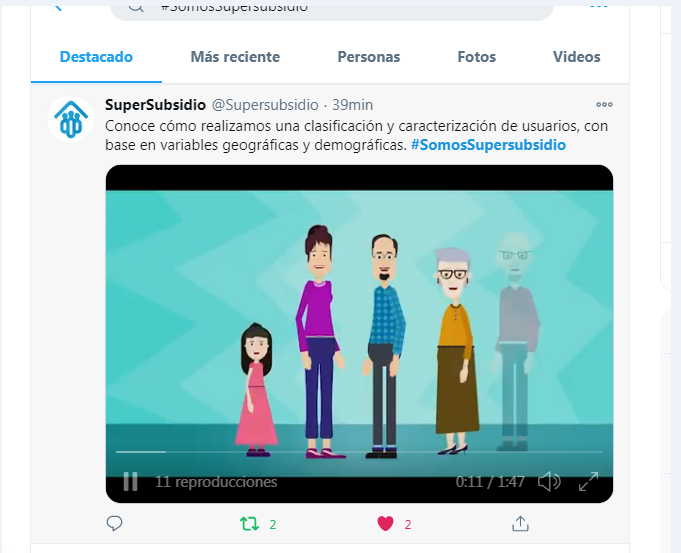 #SomosSupersubsidio
Destacado
Más reciente
Personas
Fotos
Videos
SuperSubsidio @Supersubsidio · 39min
Conoce cómo realizamos una clasificación y caracterización de usuarios, con
base en variables geográficas y demográficas. #SomosSupersubsidio
11 reproducciones
0:11 / 1:47
2
2